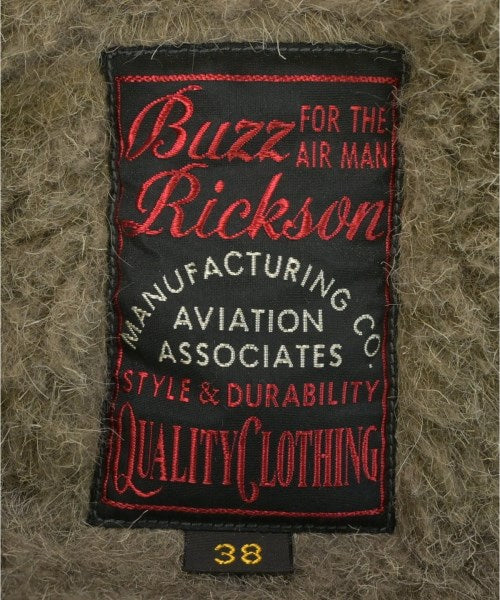 Buzz FOR THE
AIR MAN
Rickson
MANUFACTURING CO.
AVIATION
ASSOCIATES
STYLE & DURABILITY
QUALITY CLOTHING
38